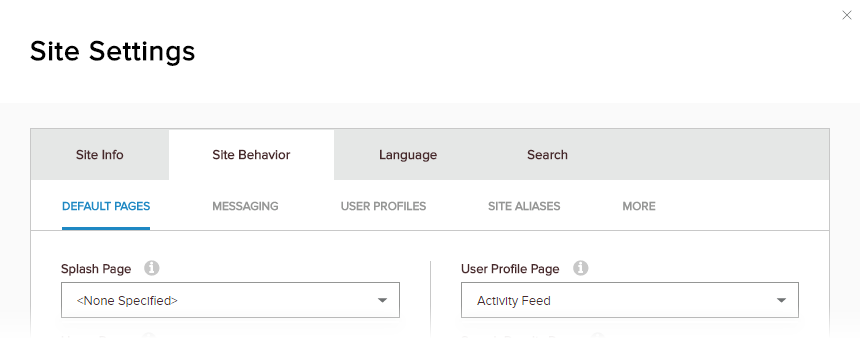 Site Settings
Site Info Site Behavior Language Search
DEFAULT PAGES MESSAGING USER PROFILES SITE ALIASES MORE
Splash Page User Profile Page
<None Specified> Activity Feed